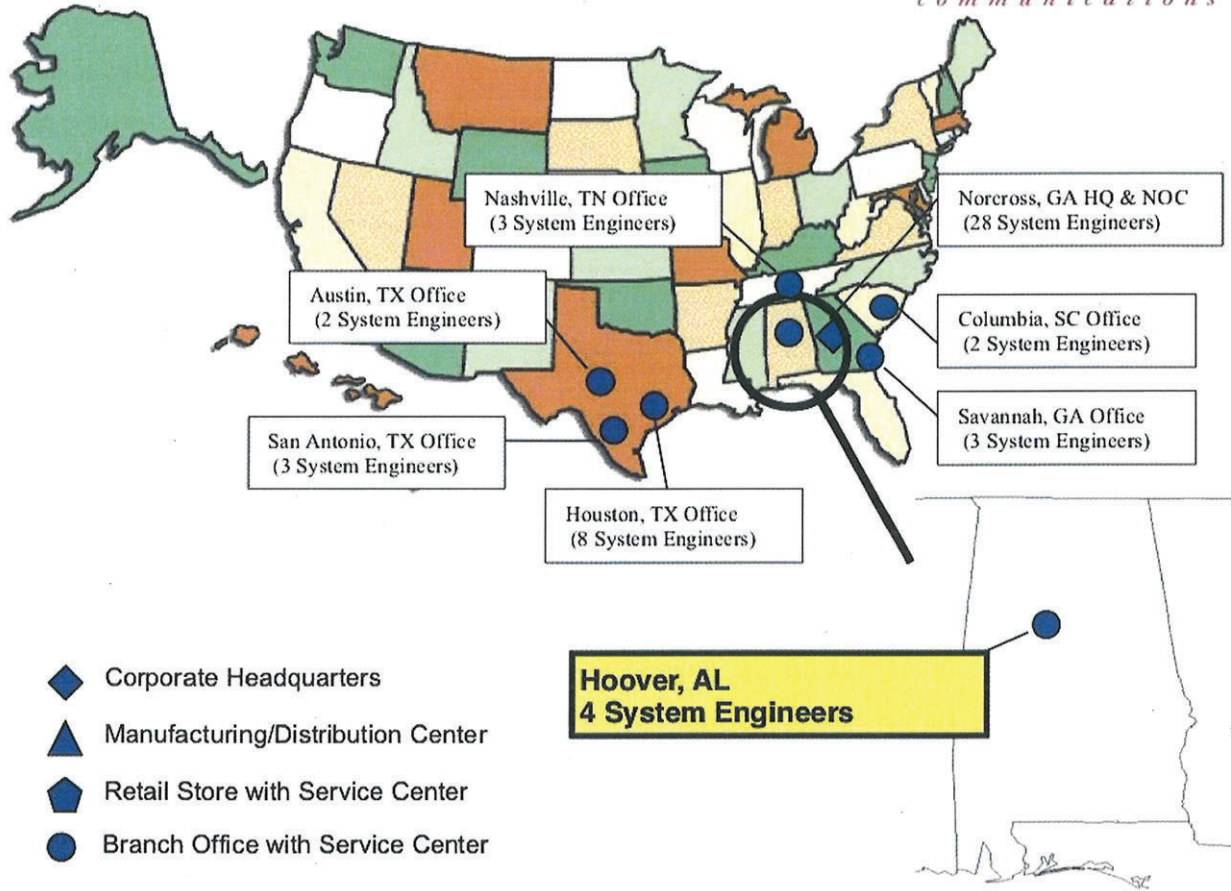 communications
Nashville, TN Office
(3 System Engineers)
Norcross, GA HQ & NOC
(28 System Engineers)
Austin, TX Office
(2 System Engineers)
Columbia, SC Office
(2 System Engineers)
San Antonio, TX Office
(3 System Engineers)
Savannah, GA Office
(3 System Engineers)
Houston, TX Office
(8 System Engineers)
Hoover, AL
4 System Engineers
Corporate Headquarters
Manufacturing/Distribution Center
Retail Store with Service Center
Branch Office with Service Center